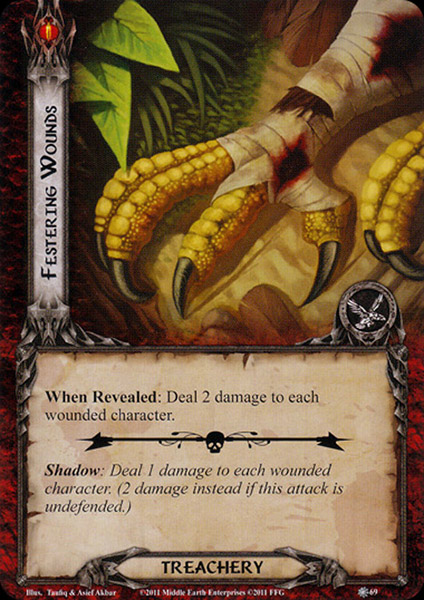 FESTERING WOUNDS
When Revealed: Deal 2 damage to each
wounded character.
Shadow: Deal 1 damage to each wounded
character. (2 damage instead if this attack is
undefended.)
TREACHERY
Illus. Taufiq & Asief Akbar ©2011 Middle Earth Enterprises ©2011 FFG 69